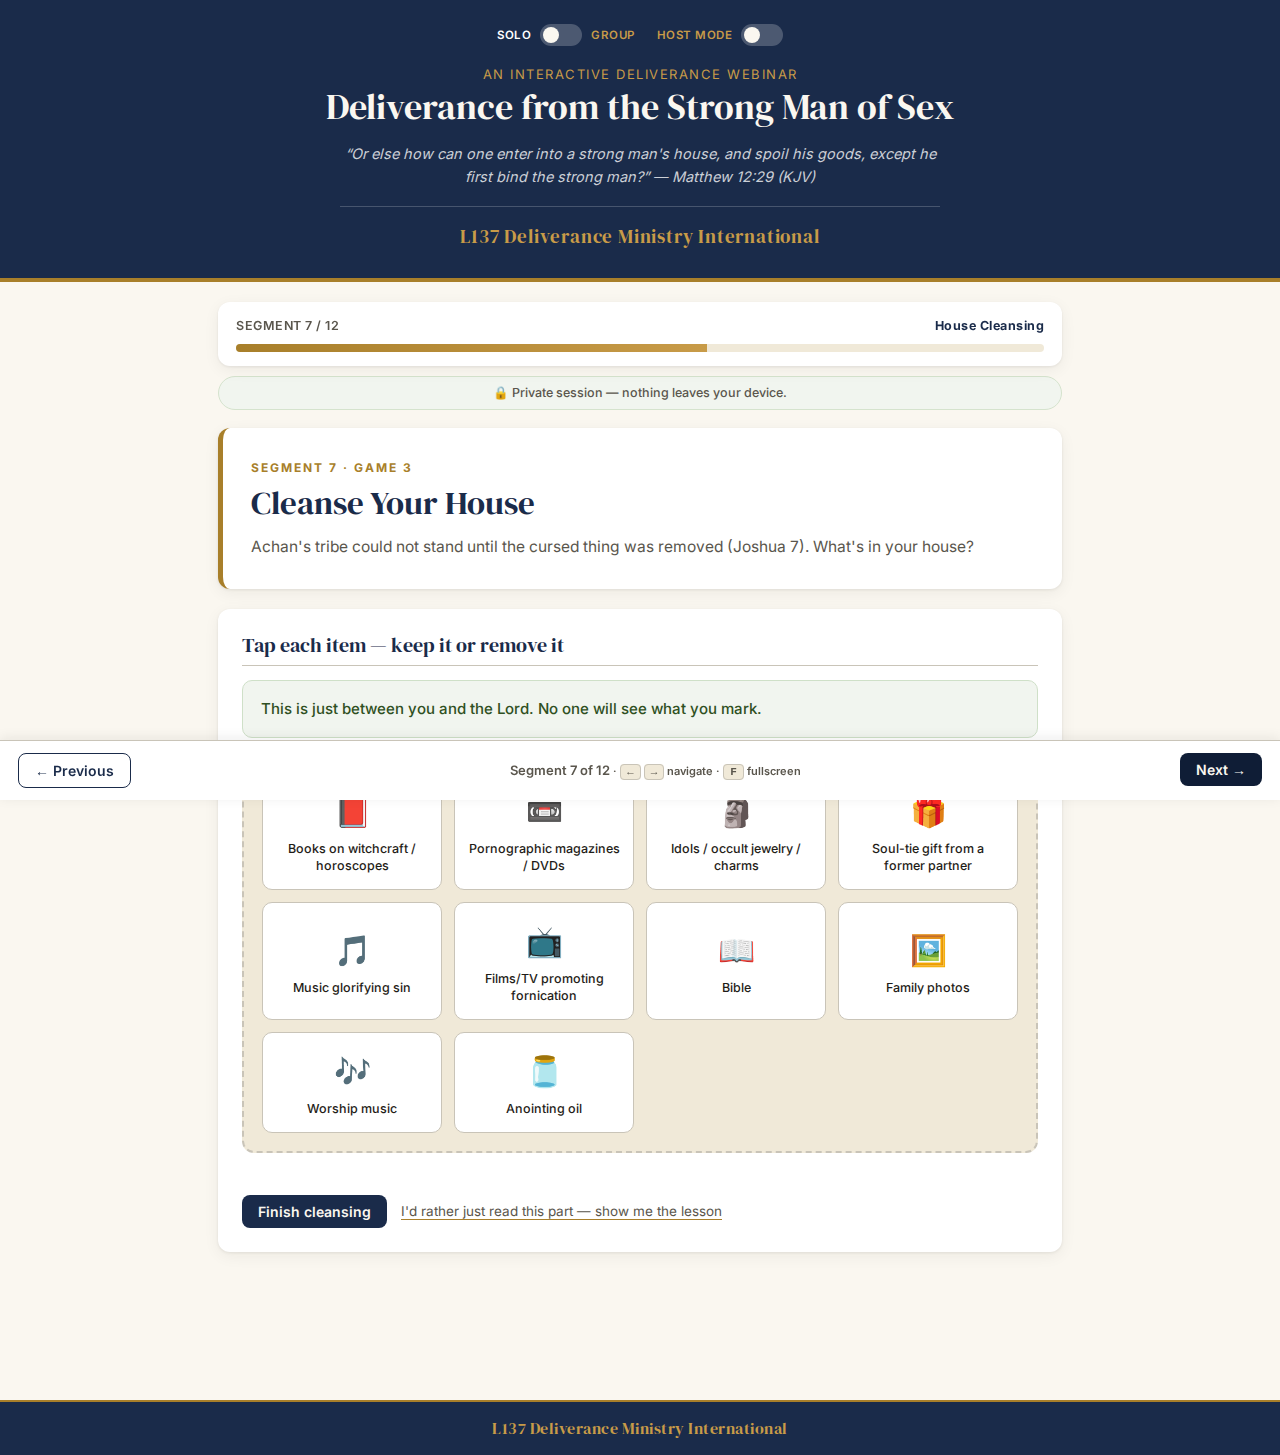 SOLO GROUP HOST MODE
AN INTERACTIVE DELIVERANCE WEBINAR
Deliverance from the Strong Man of Sex
“Or else how can one enter into a strong man's house, and spoil his goods, except he
first bind the strong man?” — Matthew 12:29 (KJV)
L137 Deliverance Ministry International
SEGMENT 7 / 12
House Cleansing
🔒 Private session — nothing leaves your device.
SEGMENT 7 · GAME 3
Cleanse Your House
Achan's tribe could not stand until the cursed thing was removed (Joshua 7). What's in your house?
Tap each item — keep it or remove it
This is just between you and the Lord. No one will see what you mark.
← Previous
Segment 7 of 12 · ← → navigate · F fullscreen
Next →
Books on witchcraft /
horoscopes
Pornographic magazines
/ DVDs
Idols / occult jewelry /
charms
Soul-tie gift from a
former partner
Music glorifying sin
Films/TV promoting
fornication
Bible
Family photos
Worship music
Anointing oil
Finish cleansing
I'd rather just read this part — show me the lesson
L137 Deliverance Ministry International